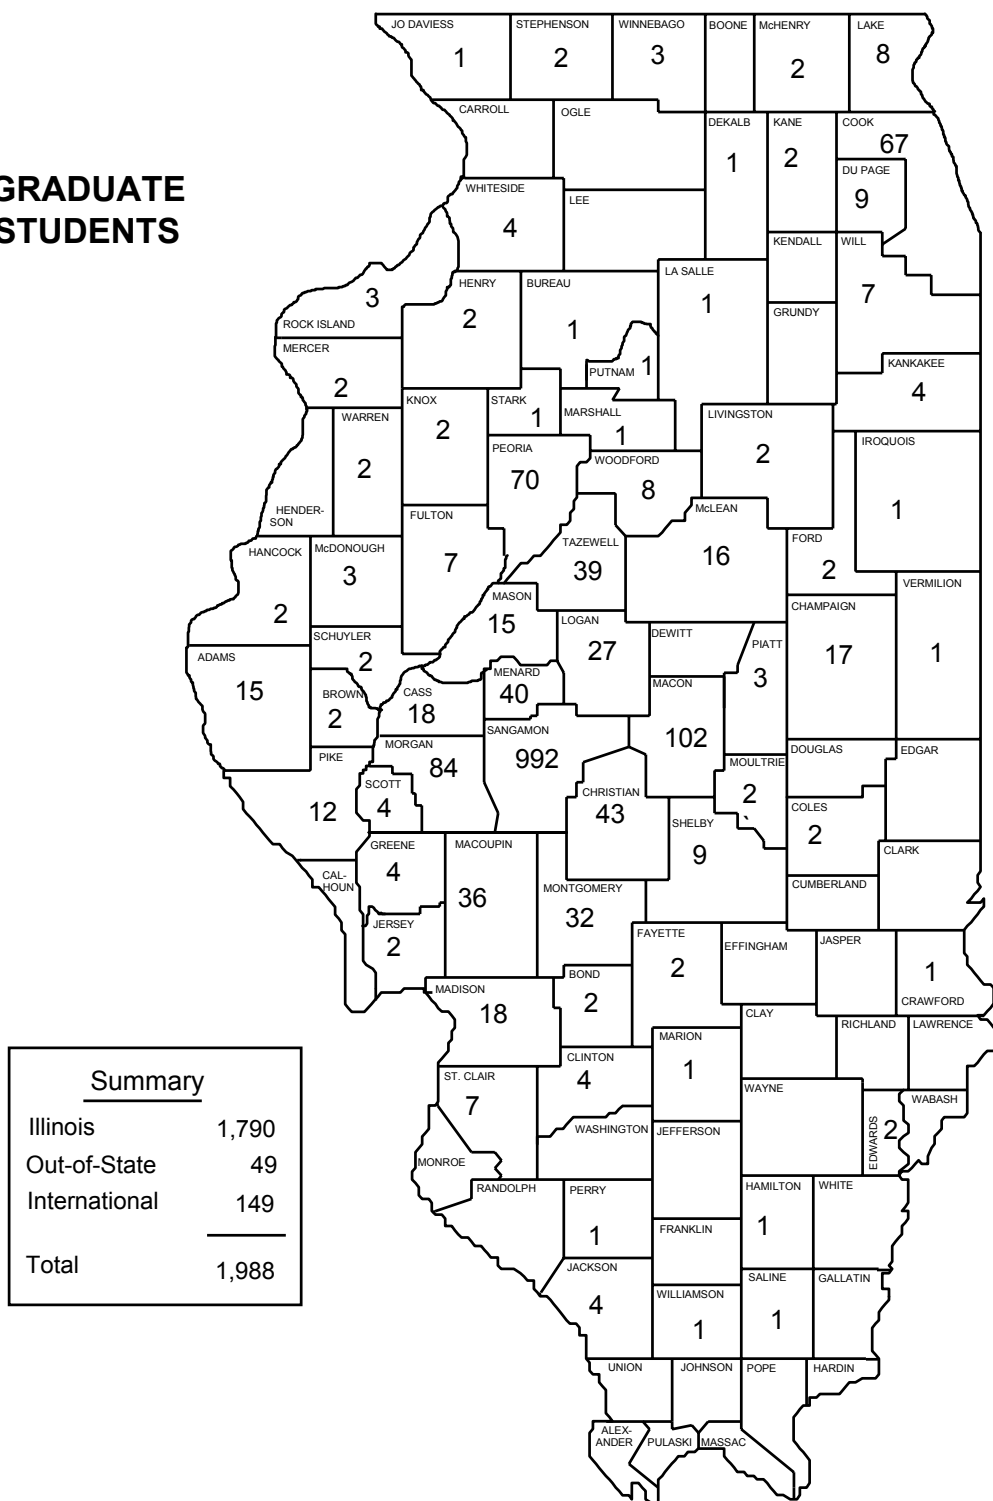 JO DAVIESS
1
STEPHENSON
2
WINNEBAGO
3
BOONE
McHENRY
2
LAKE
8
CARROLL
OGLE
DEKALB
1
KANE
2
COOK
67
DU PAGE
9
GRADUATE
STUDENTS
WHITESIDE
4
LEE
KENDALL
WILL
7
ROCK ISLAND
3
HENRY
2
BUREAU
1
LA SALLE
1
GRUNDY
PUTNAM
1
KANKAKEE
4
MERCER
2
WARREN
2
KNOX
2
STARK
1
MARSHALL
1
LIVINGSTON
2
IROQUOIS
1
PEORIA
70
WOODFORD
8
HENDER-
SON
FULTON
7
McLEAN
16
TAZEWELL
39
FORD
2
HANCOCK
2
McDONOUGH
3
VERMILION
1
MASON
15
LOGAN
27
CHAMPAIGN
17
DEWITT
PIATT
3
ADAMS
15
SCHUYLER
2
BROWN
2
CASS
18
MENARD
40
MACON
102
SANGAMON
992
MORGAN
84
PIKE
12
SCOTT
4
CHRISTIAN
43
MOULTRIE
2
DOUGLAS
EDGAR
COLES
2
SHELBY
9
CLARK
GREENE
4
MACOUPIN
36
CAL-
HOUN
MONTGOMERY
32
CUMBERLAND
JERSEY
2
FAYETTE
2
EFFINGHAM
JASPER
CRAWFORD
1
BOND
2
MADISON
18
CLAY
RICHLAND
LAWRENCE
MARION
1
CLINTON
4
ST. CLAIR
7
WAYNE
EDWARDS
2
WABASH
WASHINGTON
JEFFERSON
MONROE
RANDOLPH
PERRY
1
HAMILTON
1
WHITE
FRANKLIN
JACKSON
4
WILLIAMSON
1
SALINE
1
GALLATIN
UNION
JOHNSON
POPE
HARDIN
ALEX-
ANDER
PULASKI
MASSAC
Summary
Illinois 1,790
Out-of-State 49
International 149
Total 1,988